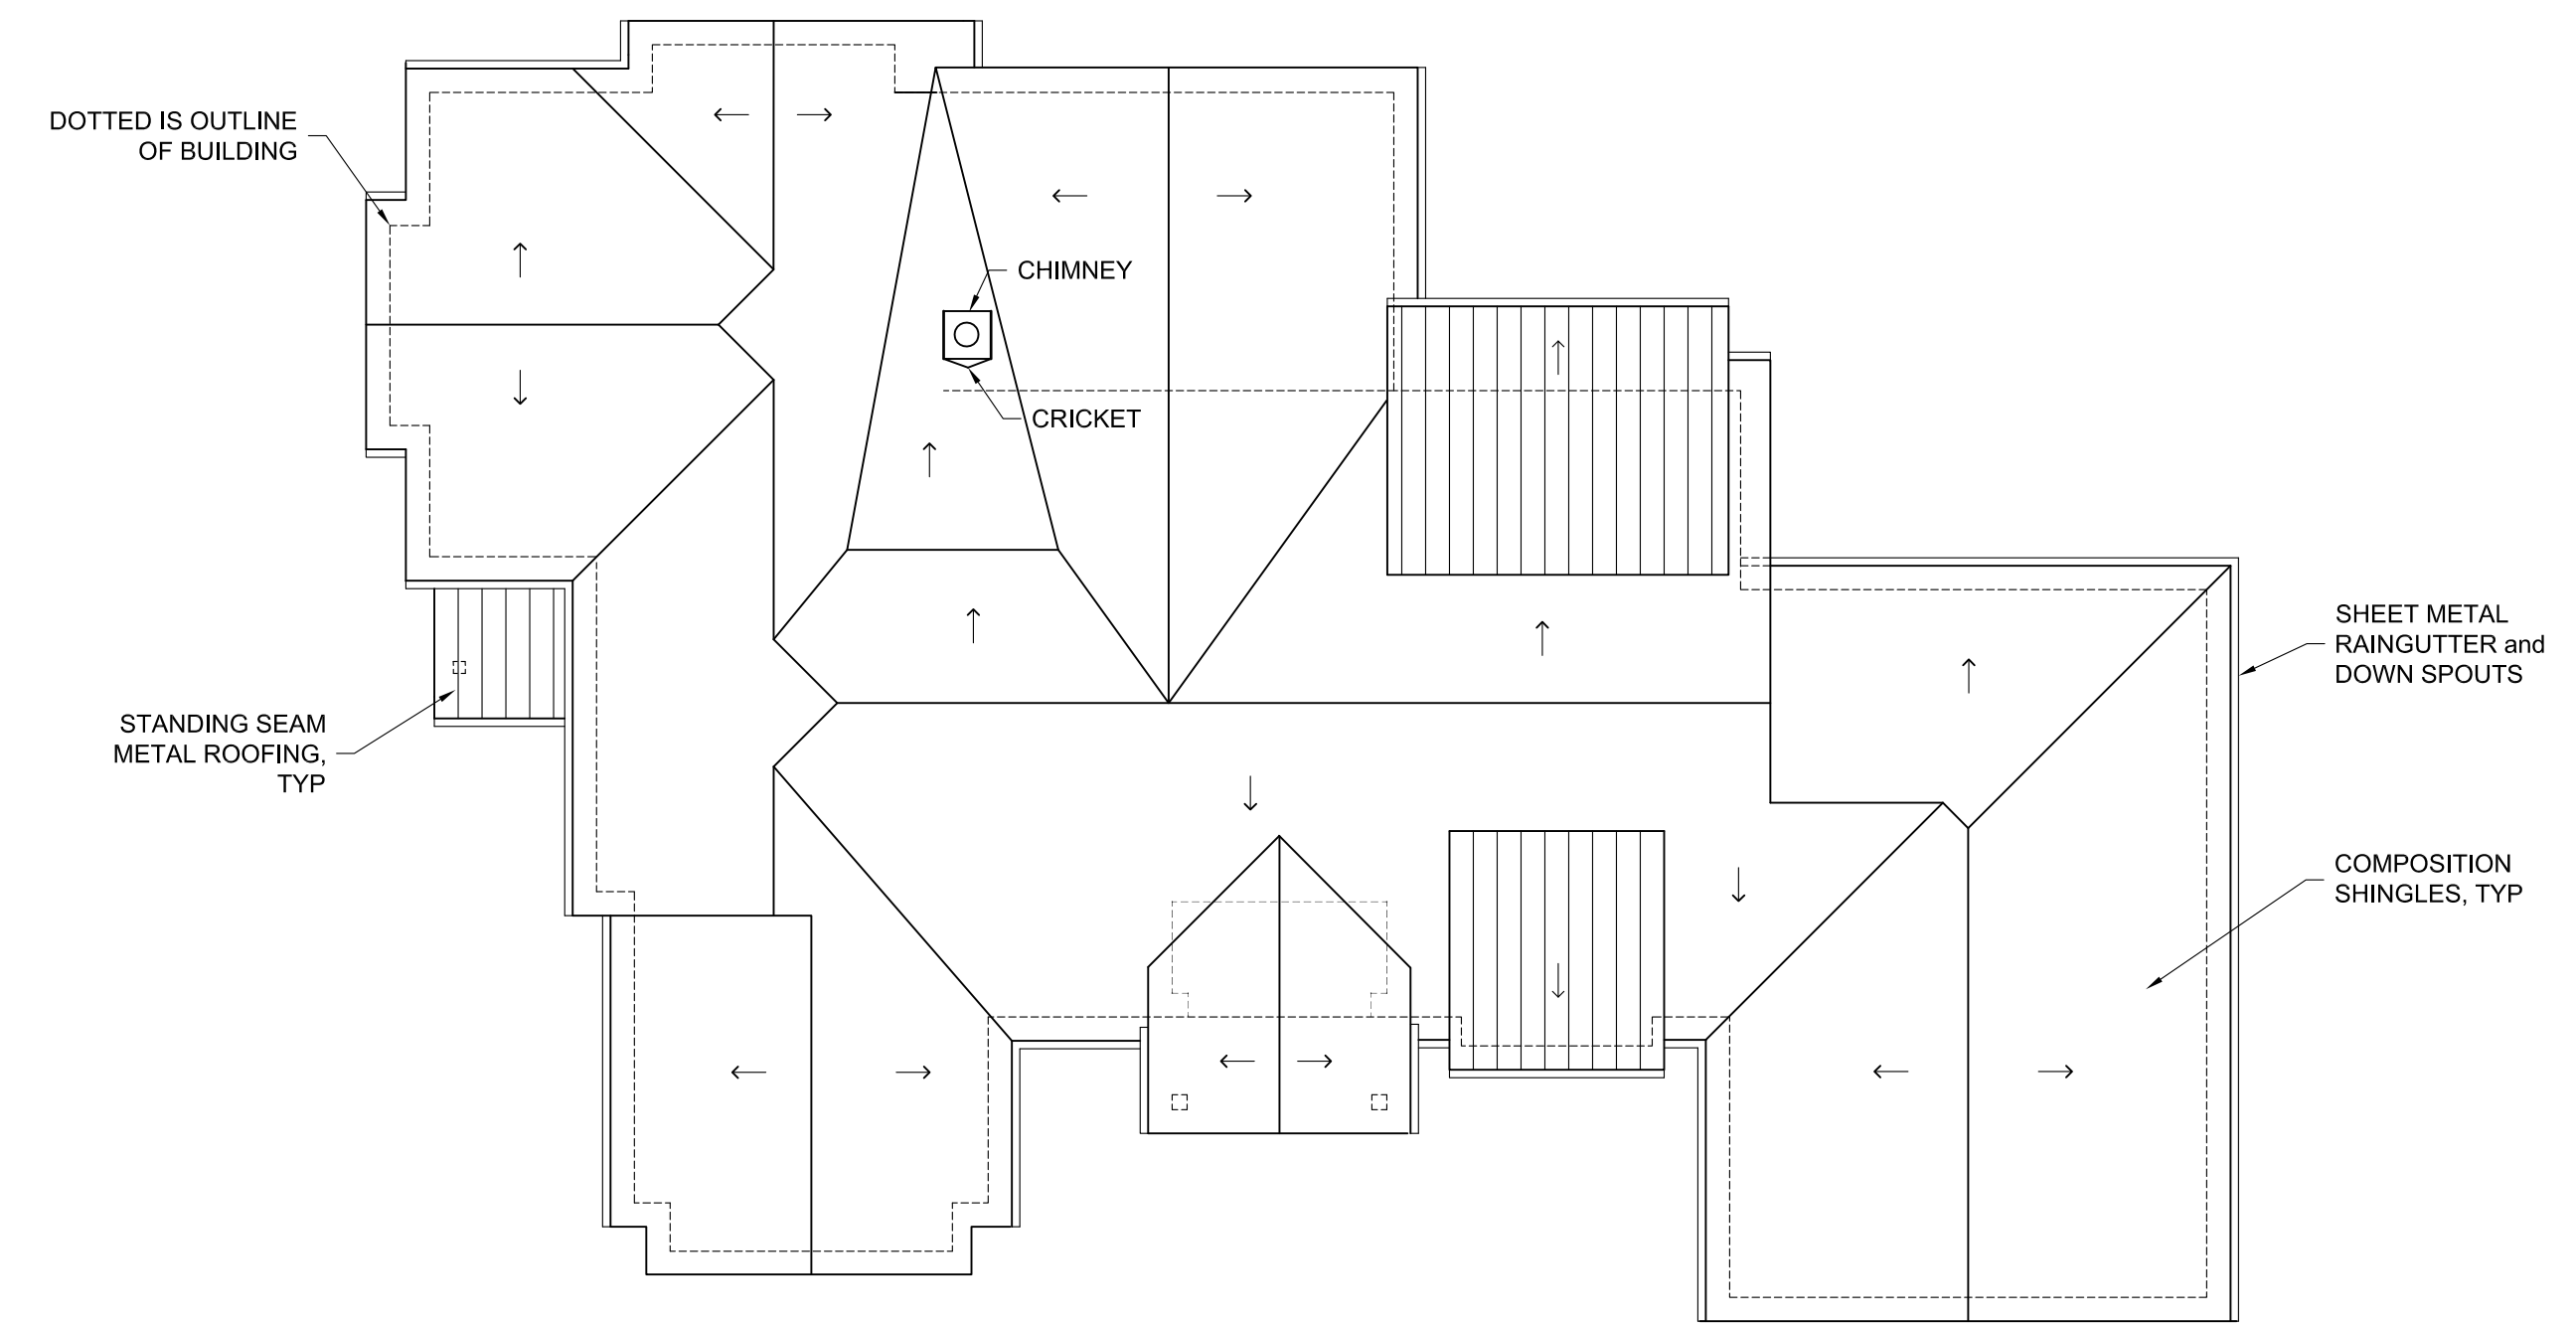 DOTTED IS OUTLINE
OF BUILDING
CHIMNEY
CRICKET
STANDING SEAM
METAL ROOFING,
TYP
SHEET METAL
RAINGUTTER and
DOWN SPOUTS
COMPOSITION
SHINGLES, TYP